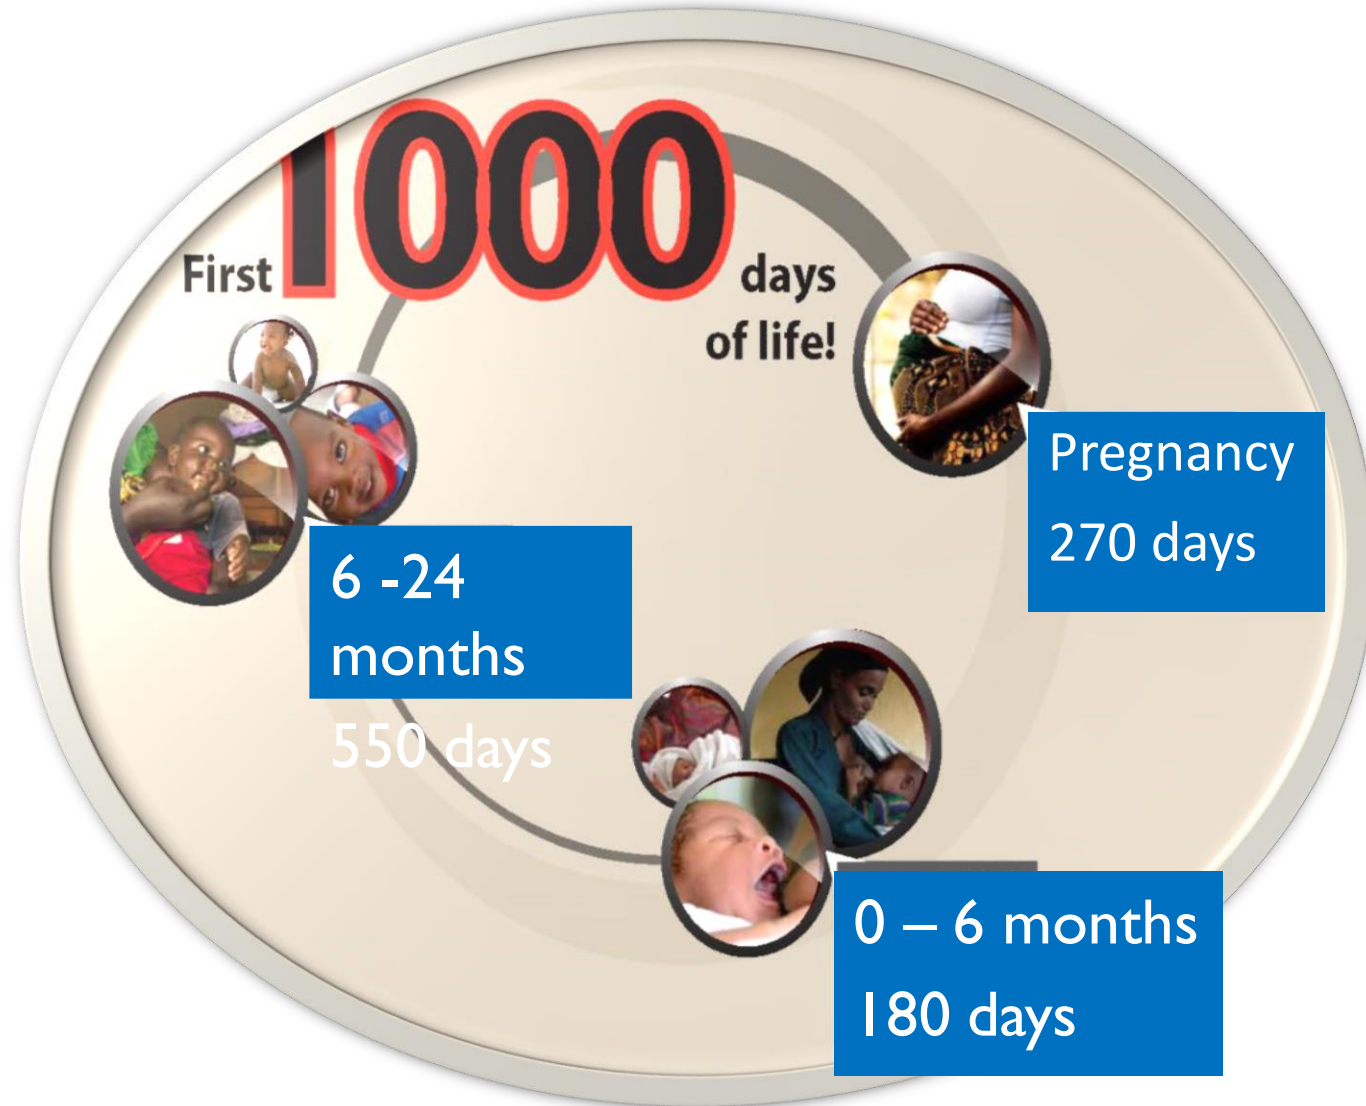 First 1000 days
of life!
Pregnancy
270 days
6 -24
months
550 days
0 – 6 months
180 days